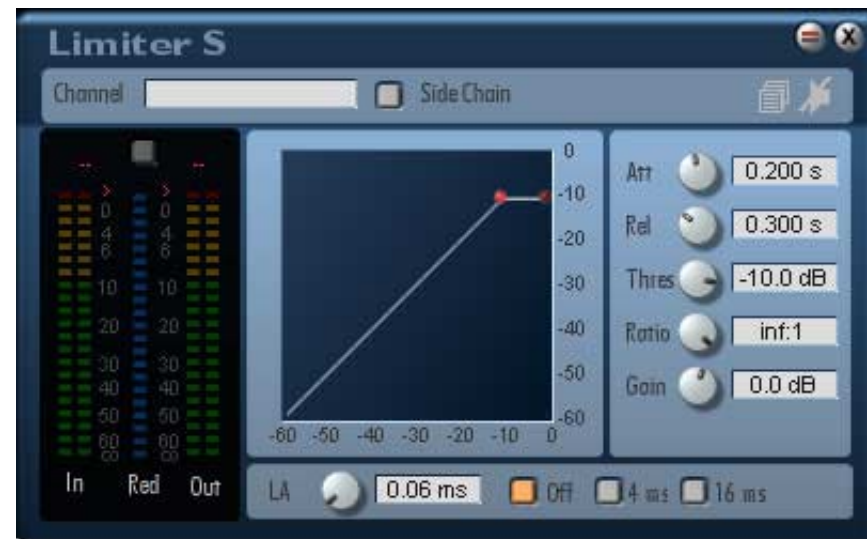 Limiter S
Channel
Side Chain
-- --
> >
0 0
4 4
6 6
10 10
20 20
30 30
40 40
50 50
60 60
∞ ∞
In Red Out
0
-10
-20
-30
-40
-50
-60
-60 -50 -40 -30 -20 -10 0
Att 0.200 s
Rel 0.300 s
Thres -10.0 dB
Ratio inf:1
Gain 0.0 dB
LA 0.06 ms Off 4 ms 16 ms